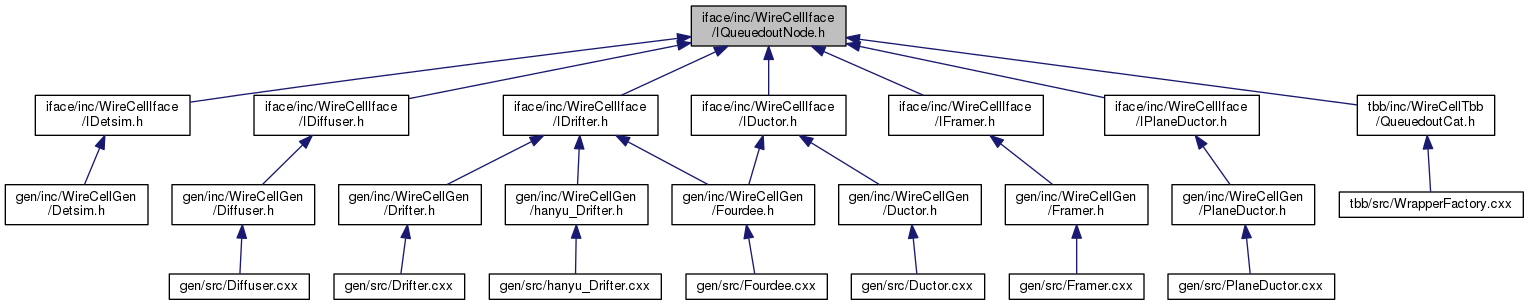 iface/inc/WireCellIface
/IQueuedoutNode.h
iface/inc/WireCellIface
/IDetsim.h
iface/inc/WireCellIface
/IDiffuser.h
iface/inc/WireCellIface
/IDrifter.h
iface/inc/WireCellIface
/IDuctor.h
iface/inc/WireCellIface
/IFramer.h
iface/inc/WireCellIface
/IPlaneDuctor.h
tbb/inc/WireCellTbb
/QueuedoutCat.h
gen/inc/WireCellGen
/Detsim.h
gen/inc/WireCellGen
/Diffuser.h
gen/inc/WireCellGen
/Drifter.h
gen/inc/WireCellGen
/hanyu_Drifter.h
gen/inc/WireCellGen
/Fourdee.h
gen/inc/WireCellGen
/Ductor.h
gen/inc/WireCellGen
/Framer.h
gen/inc/WireCellGen
/PlaneDuctor.h
tbb/src/WrapperFactory.cxx
gen/src/Diffuser.cxx
gen/src/Drifter.cxx
gen/src/hanyu_Drifter.cxx
gen/src/Fourdee.cxx
gen/src/Ductor.cxx
gen/src/Framer.cxx
gen/src/PlaneDuctor.cxx